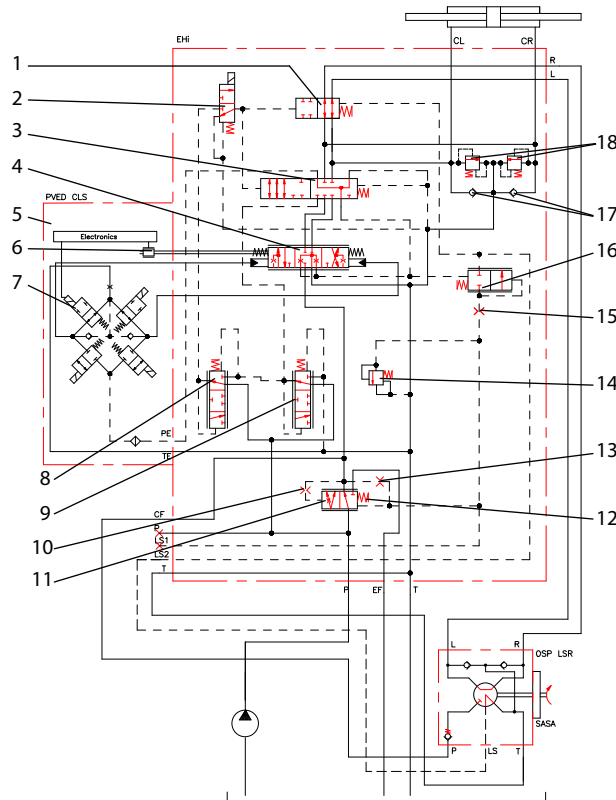 EHi
CL CR
R
L
1
2
3
4
5
6
7
8
9
10
11
18
17
16
15
14
13
12
PVED CLS
Electronics
PE
TE
CF
P
LS1
LS2
T
P EF T
L R
OSP LSR
SASA
P LS T